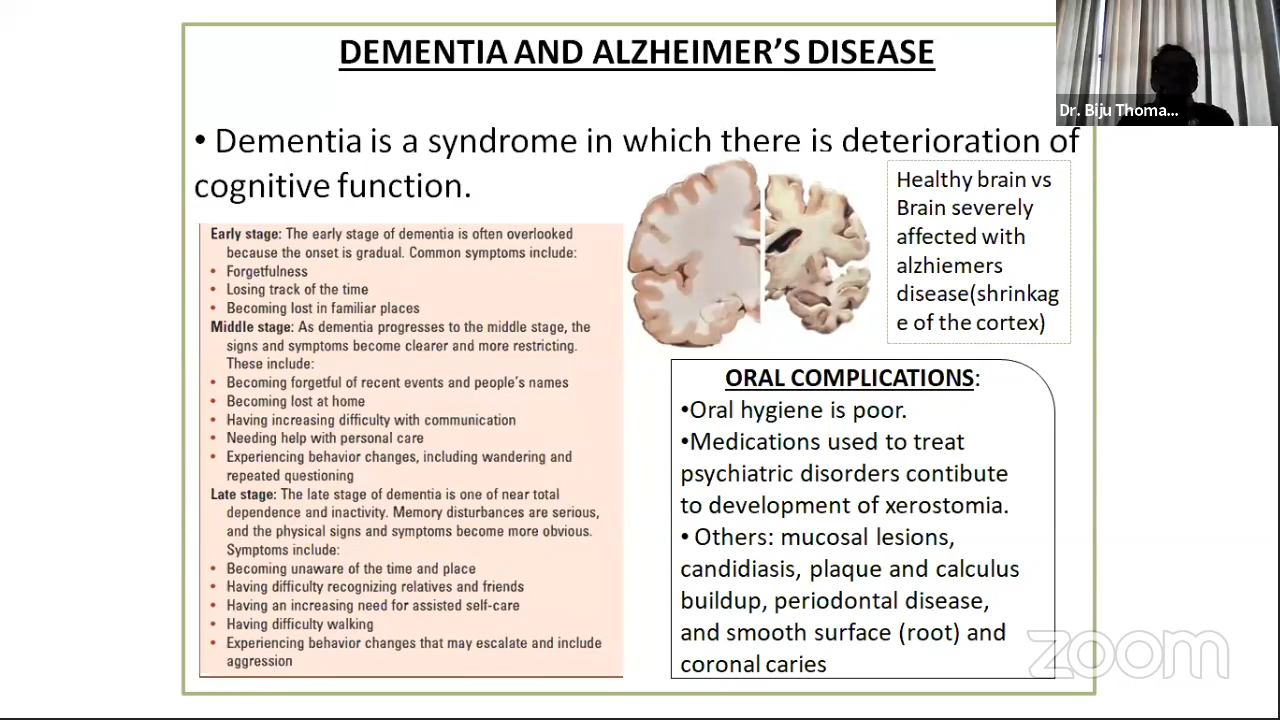 DEMENTIA AND ALZHEIMER'S DISEASE
Dr. Biju Thoma...
• Dementia is a syndrome in which there is deterioration of
cognitive function.
Early stage: The early stage of dementia is often overlooked
because the onset is gradual. Common symptoms include:
• Forgetfulness
• Losing track of the time
• Becoming lost in familiar places
Middle stage: As dementia progresses to the middle stage, the
signs and symptoms become clearer and more restricting.
These include:
• Becoming forgetful of recent events and people's names
• Becoming lost at home
• Having increasing difficulty with communication
• Needing help with personal care
• Experiencing behavior changes, including wandering and
repeated questioning
Late stage: The late stage of dementia is one of near total
dependence and inactivity. Memory disturbances are serious,
and the physical signs and symptoms become more obvious.
Symptoms include:
• Becoming unaware of the time and place
• Having difficulty recognizing relatives and friends
• Having an increasing need for assisted self-care
• Having difficulty walking
• Experiencing behavior changes that may escalate and include
aggression
Healthy brain vs
Brain severely
affected with
alzhiemers
disease(shrinkag
e of the cortex)
ORAL COMPLICATIONS:
•Oral hygiene is poor.
•Medications used to treat
psychiatric disorders contibute
to development of xerostomia.
• Others: mucosal lesions,
candidiasis, plaque and calculus
buildup, periodontal disease,
and smooth surface (root) and
coronal caries
zoom